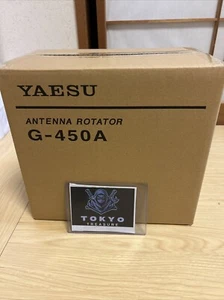 YAESU
ANTENNA ROTATOR
G-450A
TOKYO
TREASURY